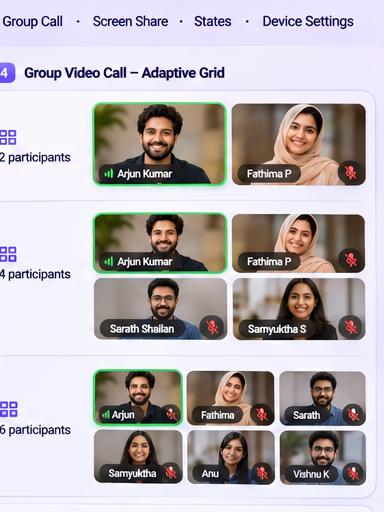 Group Call • Screen Share • States • Device Settings
4 Group Video Call – Adaptive Grid
2 participants
Arjun Kumar
Fathima P
4 participants
Arjun Kumar
Fathima P
Sarath Shailan
Samyuktha S
6 participants
Arjun
Fathima
Sarath
Samyuktha
Anu
Vishnu K